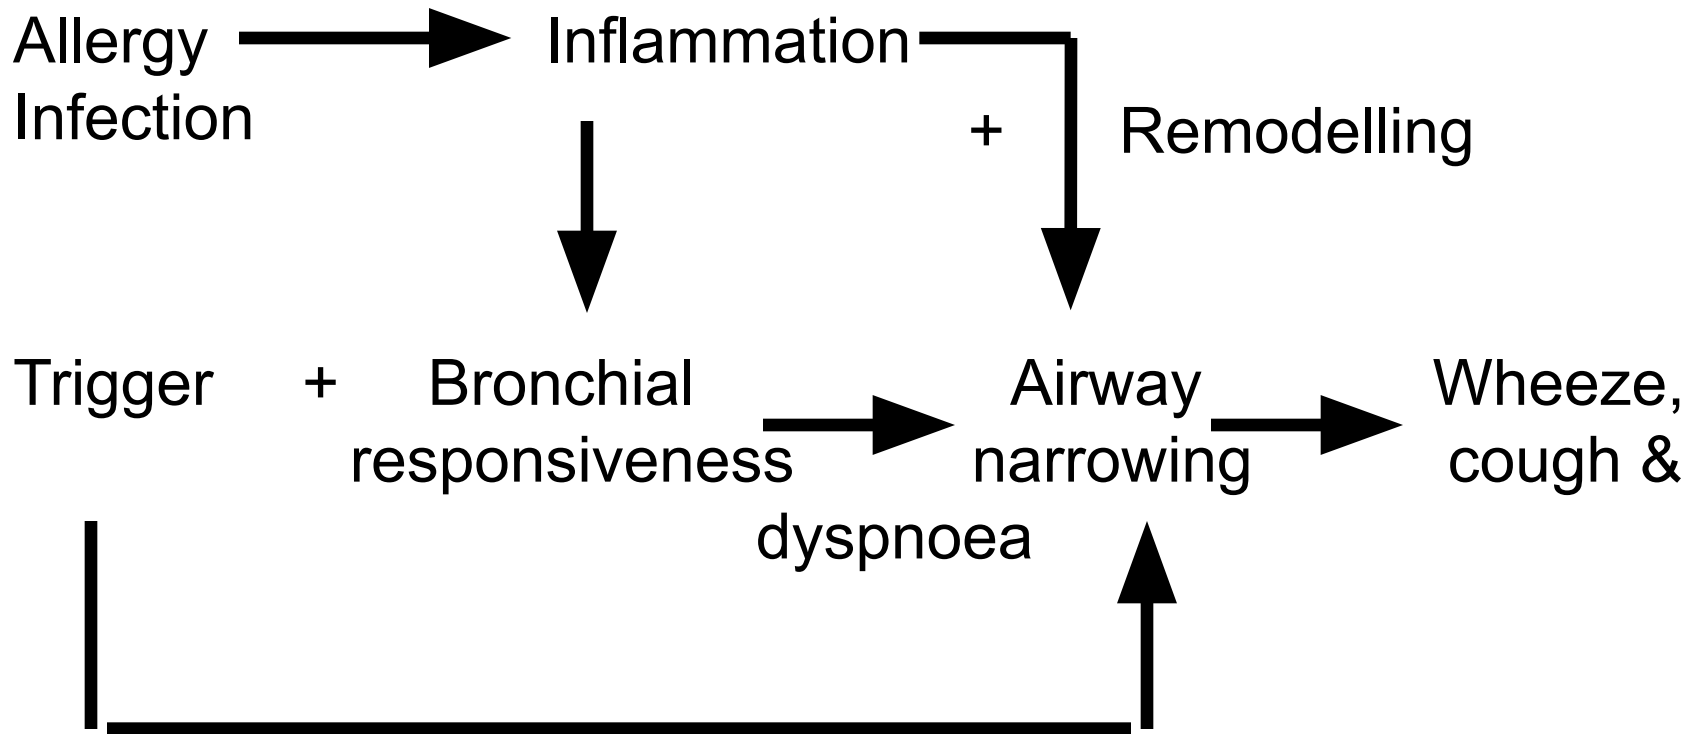 Allergy Inflammation
Infection
+ Remodelling
Trigger + Bronchial Airway Wheeze,
responsiveness narrowing cough &
dyspnoea